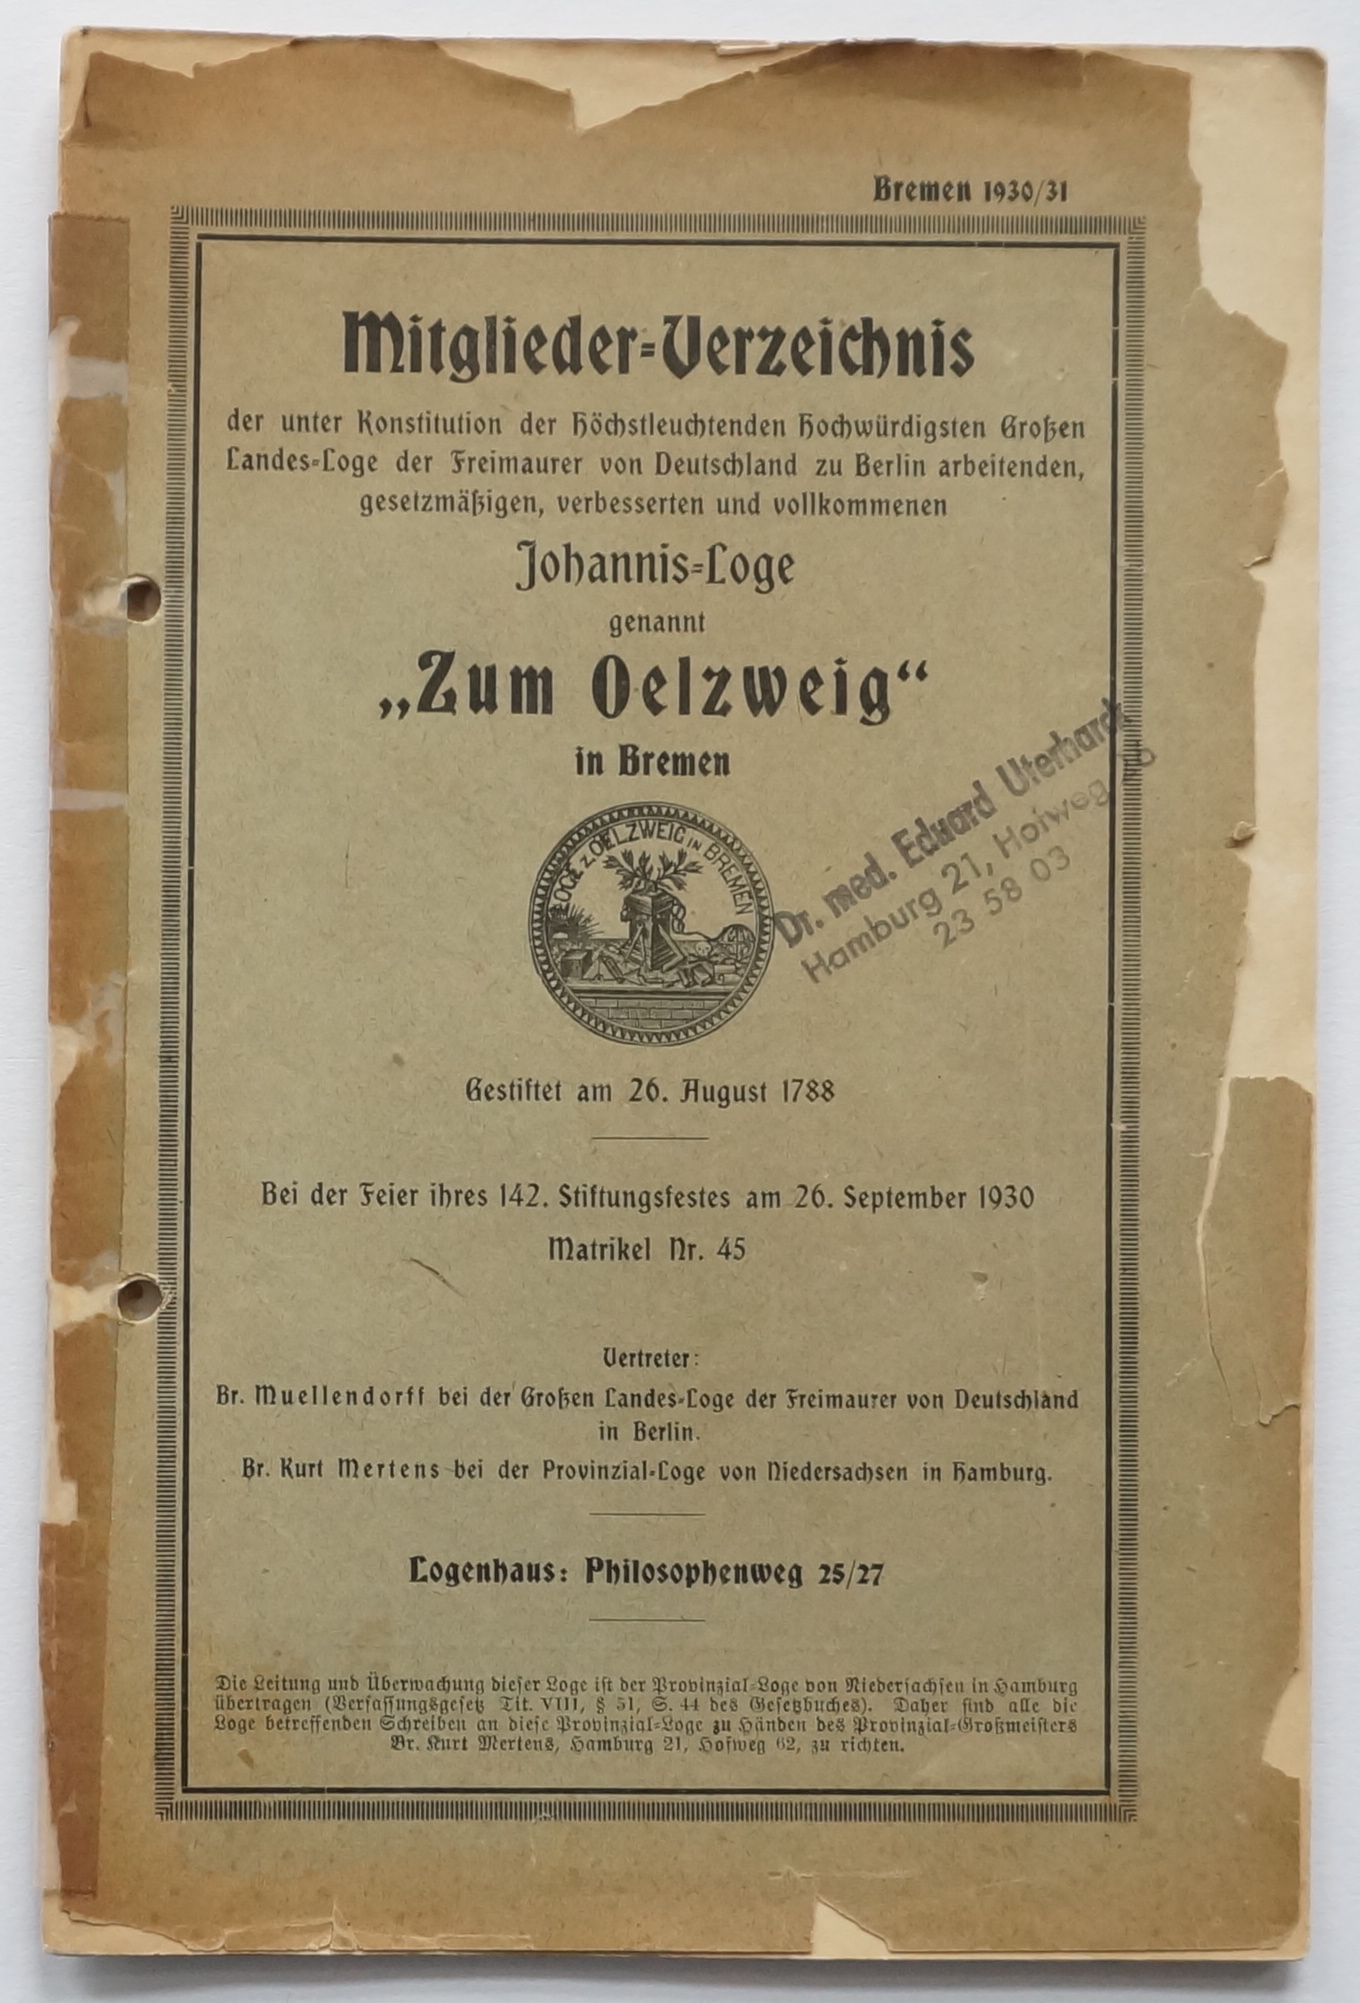 Bremen 1930/31
Mitglieder-Verzeichnis
der unter Konstitution der Höchstleuchtenden Hochwürdigsten Großen
Landes-Loge der Freimaurer von Deutschland zu Berlin arbeitenden,
gesetzmäßigen, verbesserten und vollkommenen
Johannis-Loge
genannt
„Zum Oelzweig“
in Bremen
LOGE Z. OELZWEIG IN BREMEN
Dr. med. Eduard Uterhardt
Hamburg 21, Hofweg
23 58 03
Gestiftet am 26. August 1788
Bei der Feier ihres 142. Stiftungsfestes am 26. September 1930
Matrikel Nr. 45
Vertreter:
Br. Muellendorff bei der Großen Landes-Loge der Freimaurer von Deutschland
in Berlin.
Br. Kurt Mertens bei der Provinzial-Loge von Niedersachsen in Hamburg.
Logenhaus: Philosophenweg 25/27
Die Leitung und Überwachung dieser Loge ist der Provinzial-Loge von Niedersachsen in Hamburg
übertragen (Verfassungsgesetz Tit. VIII, § 51, S. 44 des Gesetzbuches). Daher sind alle die
Loge betreffenden Schreiben an diese Provinzial-Loge zu Händen des Provinzial-Großmeisters
Br. Kurt Mertens, Hamburg 21, Hofweg 62, zu richten.